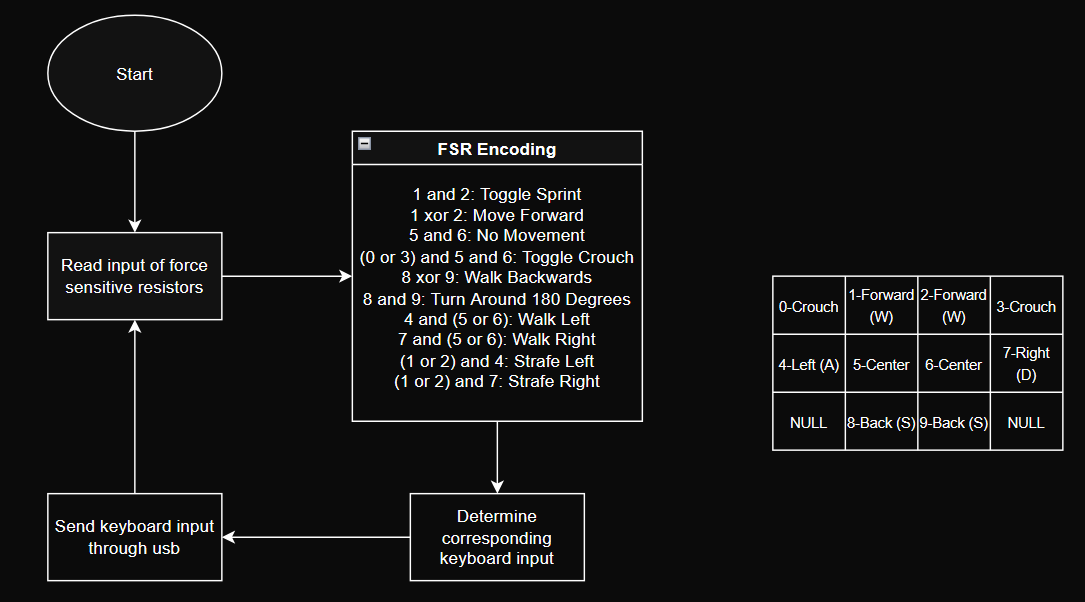 Start
Read input of force
sensitive resistors
FSR Encoding
1 and 2: Toggle Sprint
1 xor 2: Move Forward
5 and 6: No Movement
(0 or 3) and 5 and 6: Toggle Crouch
8 xor 9: Walk Backwards
8 and 9: Turn Around 180 Degrees
4 and (5 or 6): Walk Left
7 and (5 or 6): Walk Right
(1 or 2) and 4: Strafe Left
(1 or 2) and 7: Strafe Right
Determine
corresponding
keyboard input
Send keyboard input
through usb
0-Crouch
1-Forward
(W)
2-Forward
(W)
3-Crouch
4-Left (A)
5-Center
6-Center
7-Right
(D)
NULL
8-Back (S)
9-Back (S)
NULL